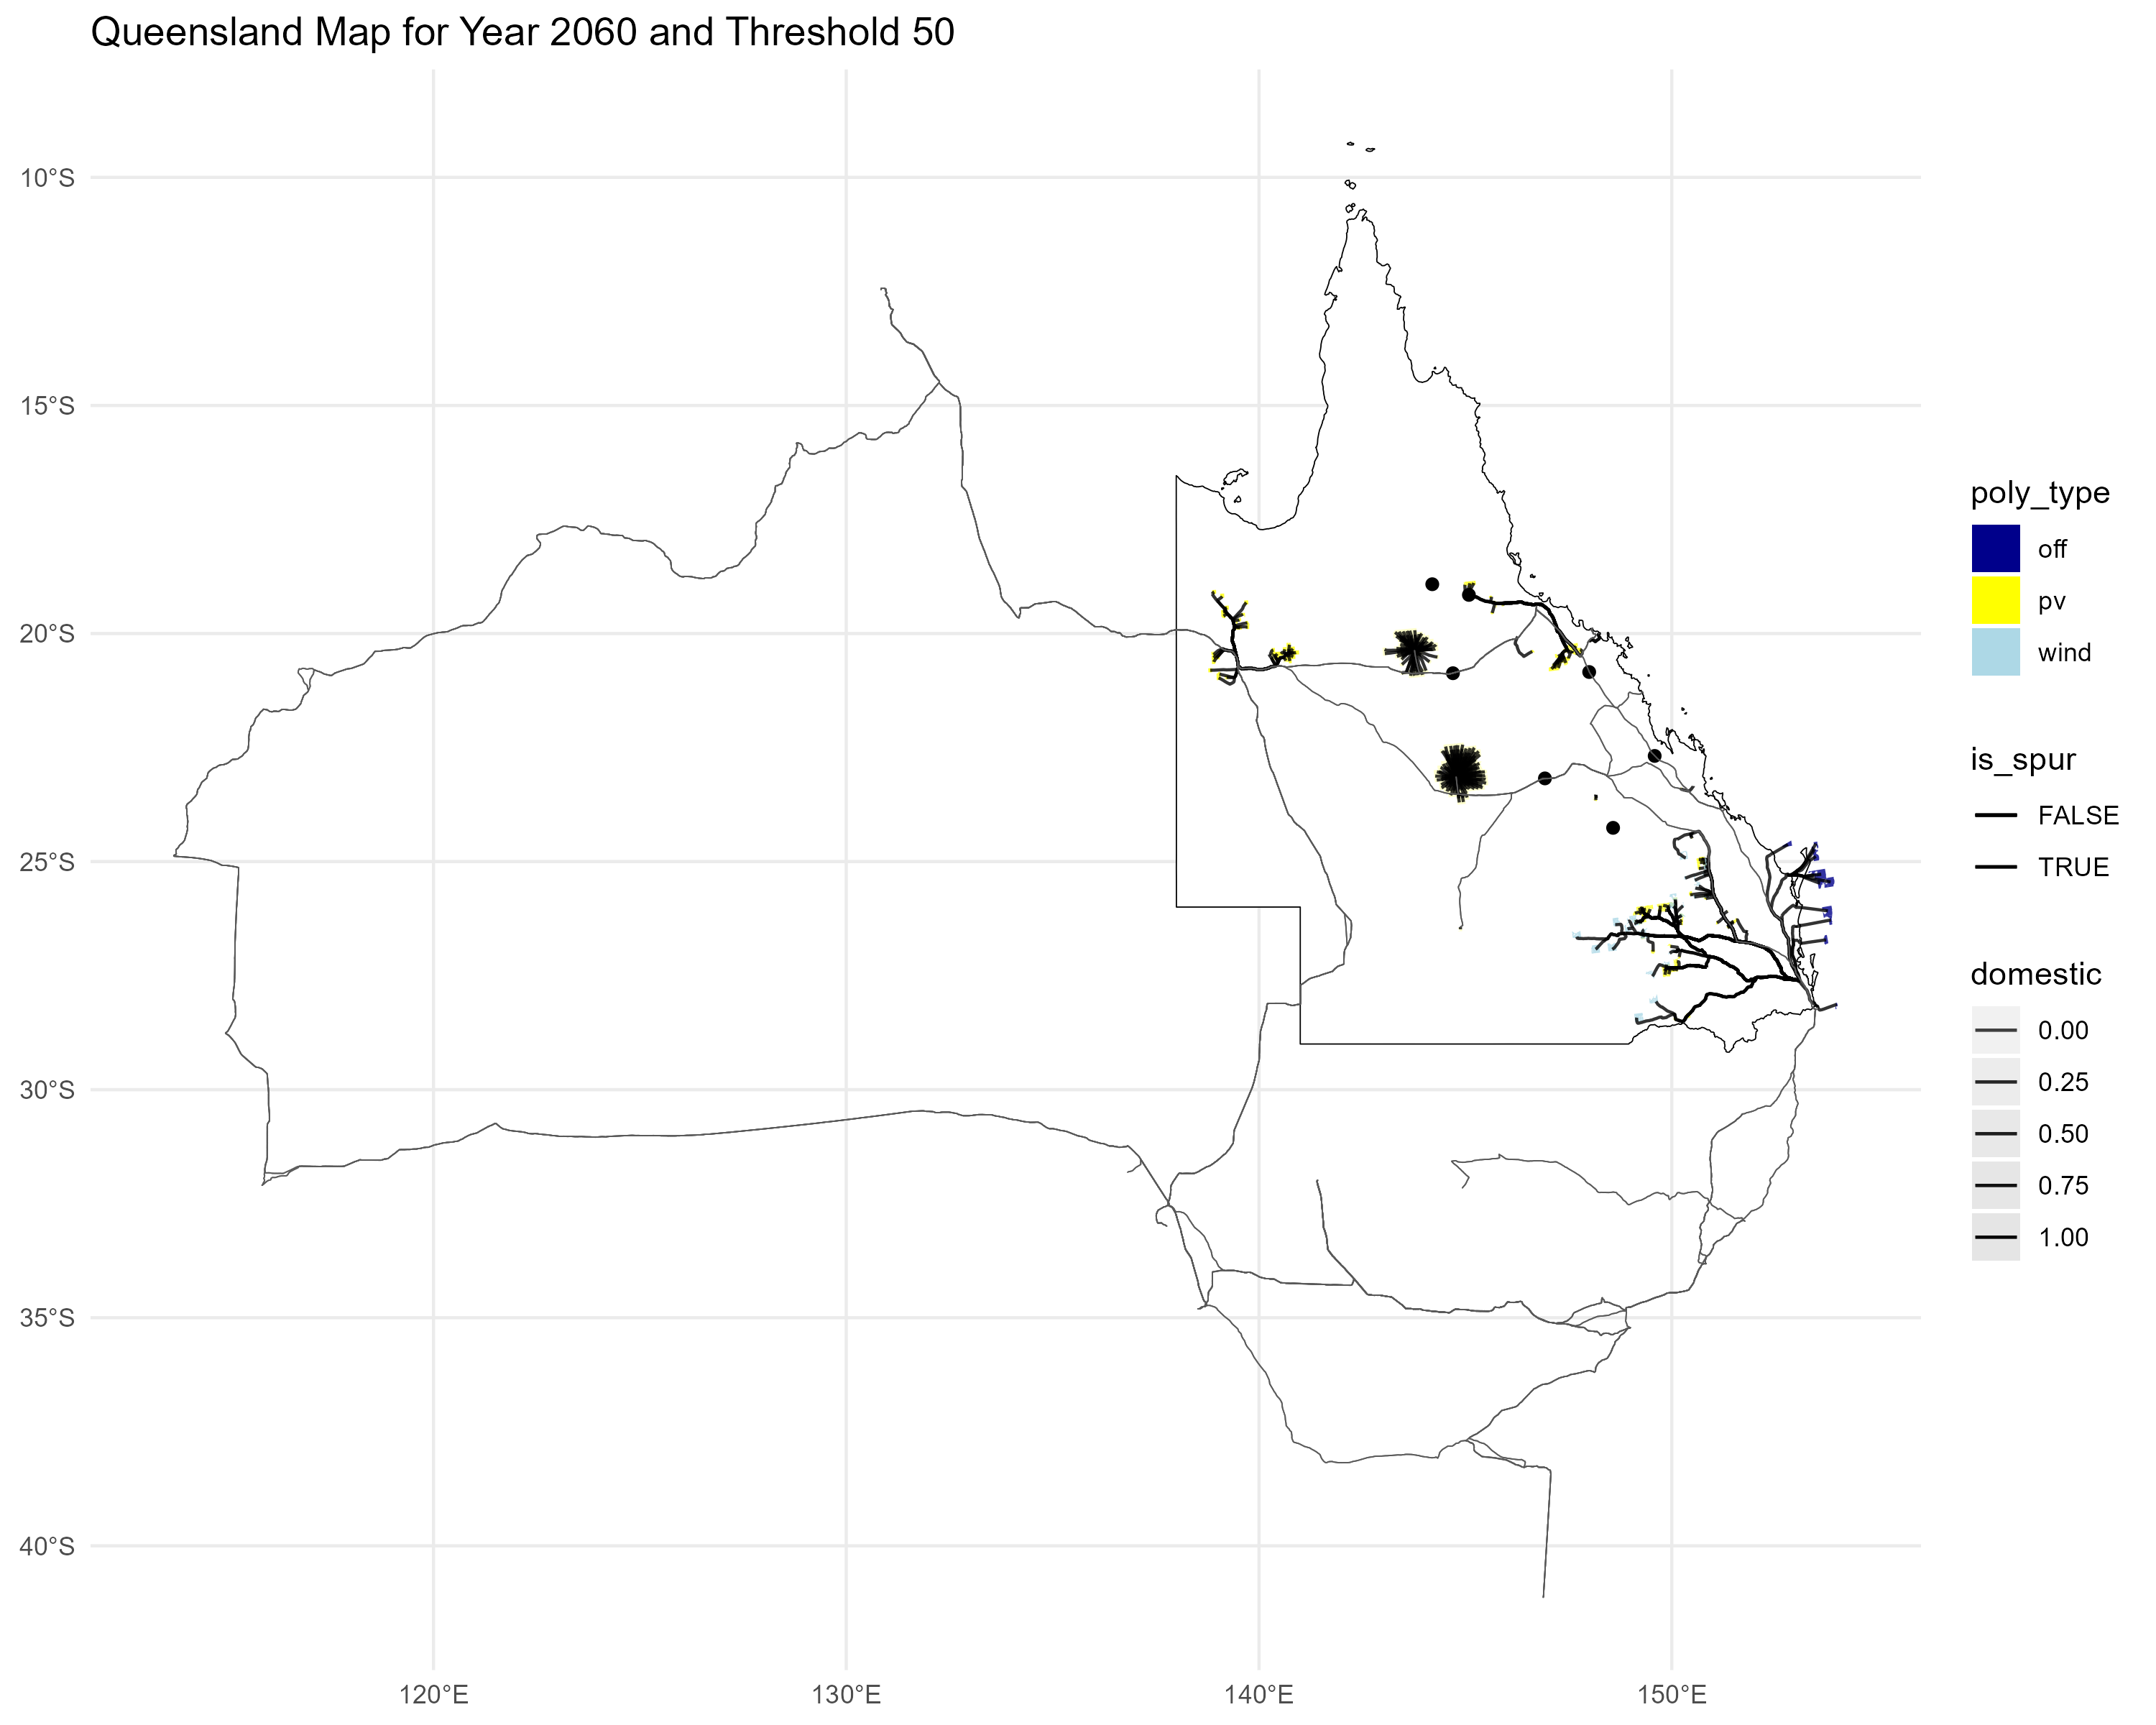 Queensland Map for Year 2060 and Threshold 50
10°S
15°S
20°S
25°S
30°S
35°S
40°S
120°E
130°E
140°E
150°E
poly_type
off
pv
wind
is_spur
FALSE
TRUE
domestic
0.00
0.25
0.50
0.75
1.00